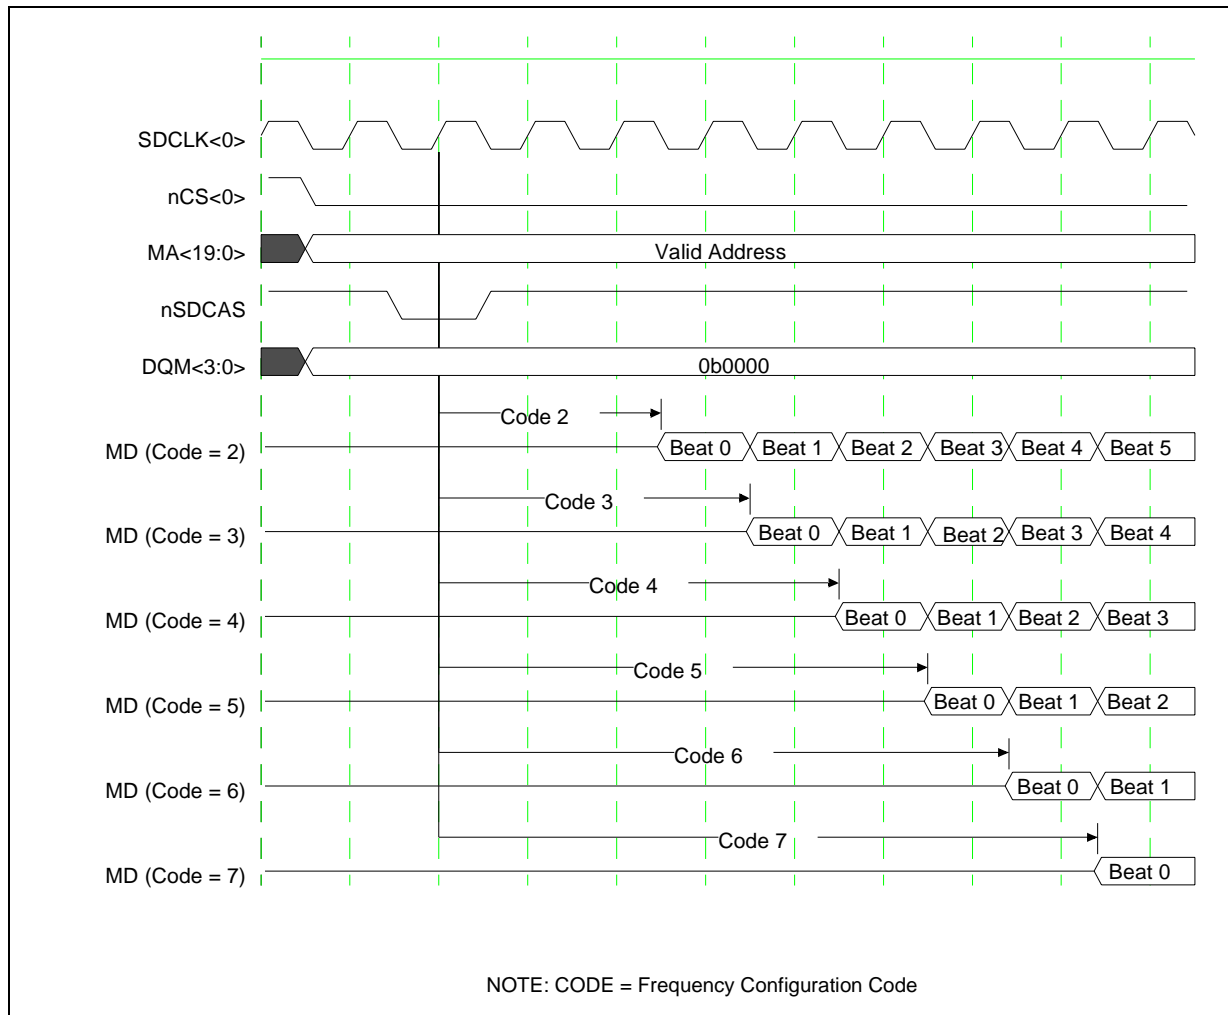 SDCLK<0>
nCS<0>
MA<19:0>
Valid Address
nSDCAS
DQM<3:0>
0b0000
Code 2
MD (Code = 2)
Beat 0 Beat 1 Beat 2 Beat 3 Beat 4 Beat 5
Code 3
MD (Code = 3)
Beat 0 Beat 1 Beat 2 Beat 3 Beat 4
Code 4
MD (Code = 4)
Beat 0 Beat 1 Beat 2 Beat 3
Code 5
MD (Code = 5)
Beat 0 Beat 1 Beat 2
Code 6
MD (Code = 6)
Beat 0 Beat 1
Code 7
MD (Code = 7)
Beat 0
NOTE: CODE = Frequency Configuration Code